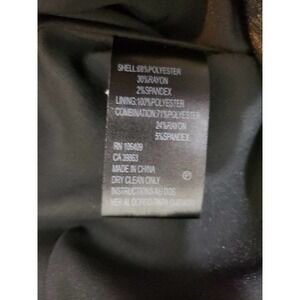 SHELL:68%POLYESTER
30%RAYON
2%SPANDEX
LINING:100%POLYESTER
COMBINATION:71%POLYESTER
24%RAYON
5%SPANDEX
RN 106409
CA 39863
MADE IN CHINA
DRY CLEAN ONLY
P